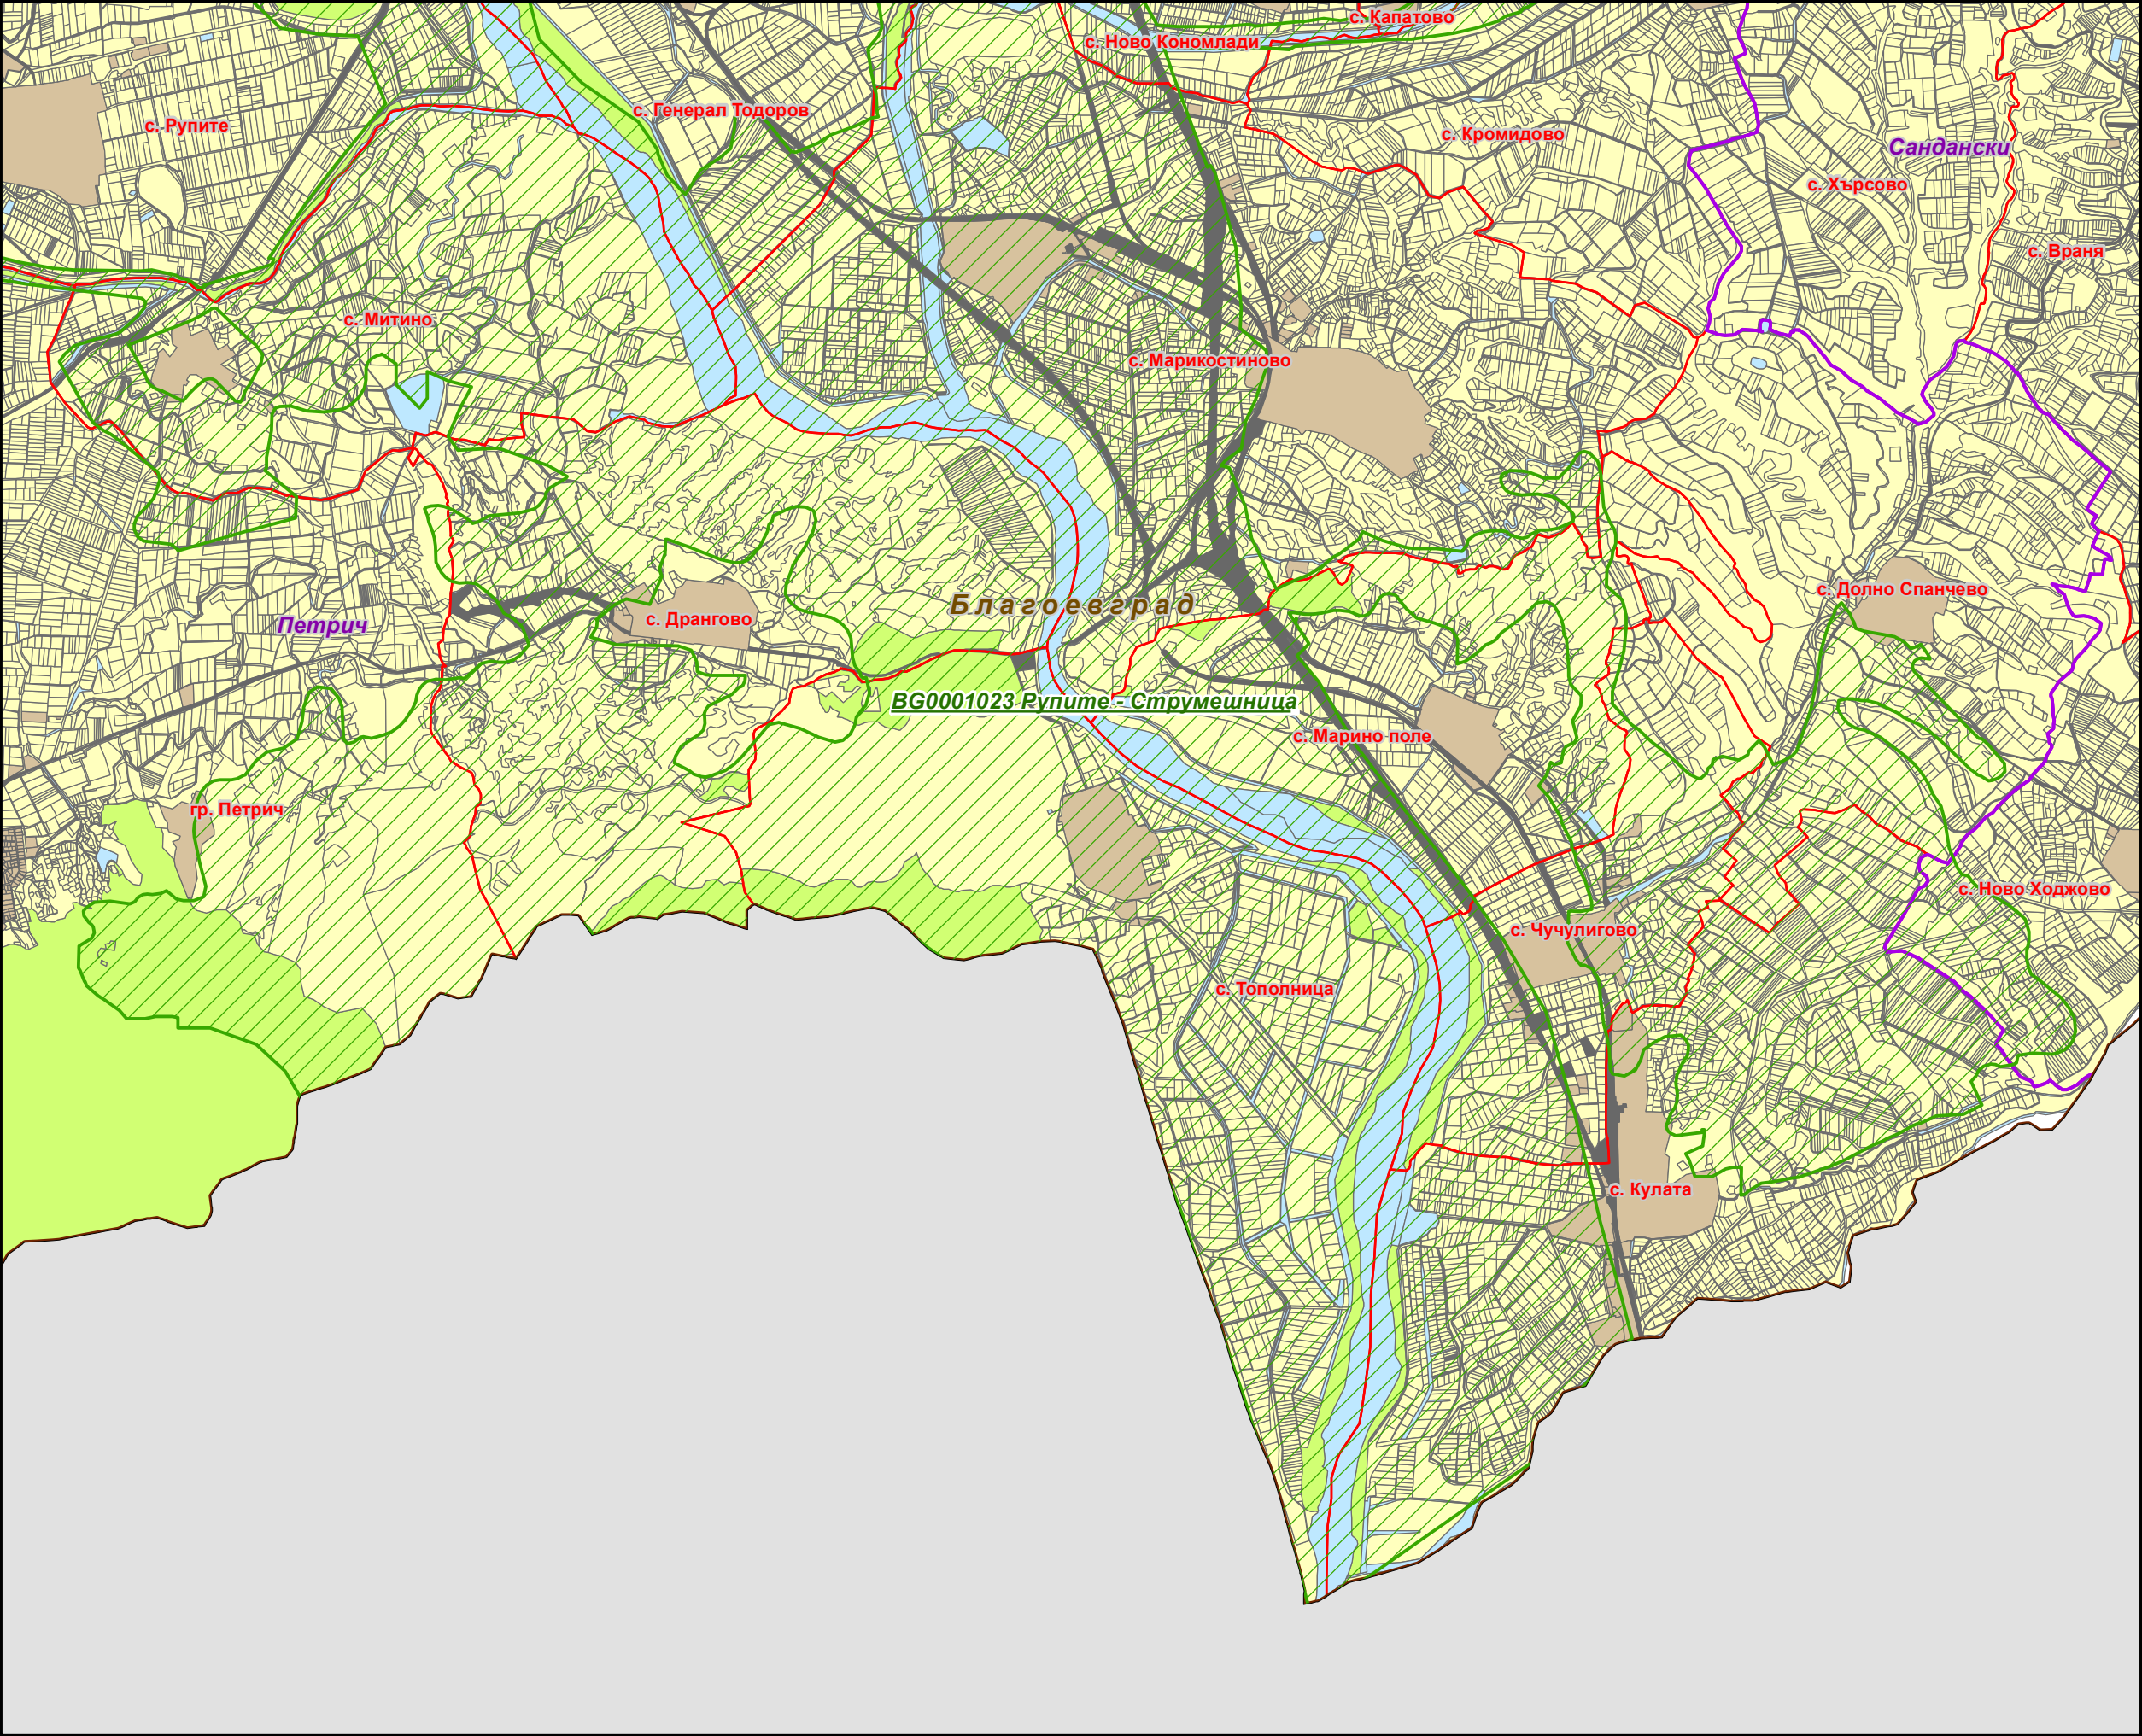 с. Капатово
с. Ново Кономлади
с. Генерал Тодоров
с. Рупите
с. Кромидово
Сандански
с. Хърсово
с. Враня
с. Митино
с. Марикостиново
с. Долно Спанчево
Благоевград
с. Дрангово
Петрич
BG0001023 Рупите - Струмешница
с. Марино поле
гр. Петрич
с. Ново Ходжово
с. Чучулигово
с. Тополница
с. Кулата